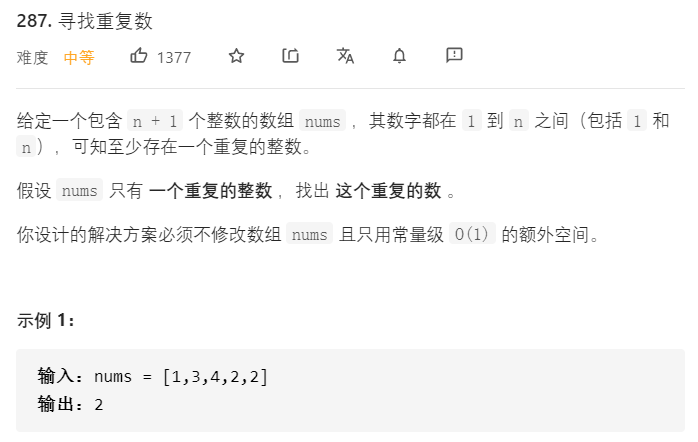 287. 寻找重复数
难度 中等 1377
给定一个包含 n + 1 个整数的数组 nums ，其数字都在 1 到 n 之间（包括 1 和
n），可知至少存在一个重复的整数。
假设 nums 只有 一个重复的整数 ，找出 这个重复的数 。
你设计的解决方案必须不修改数组 nums 且只用常量级 O(1) 的额外空间。
示例 1：
输入：nums = [1,3,4,2,2]
输出：2